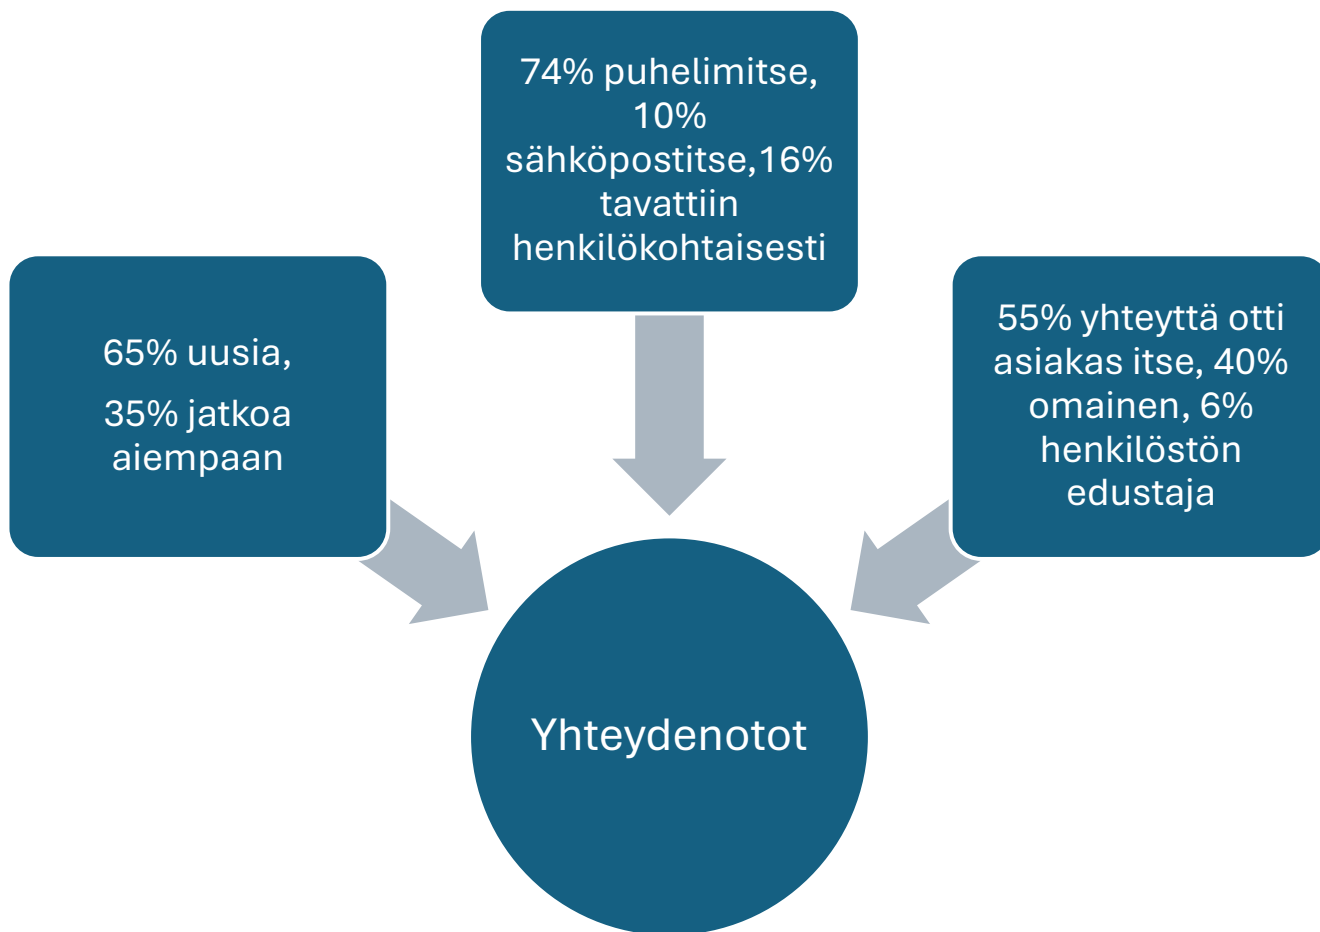 74% puhelimitse,
10%
sähköpostitse,16%
tavattiin
henkilökohtaisesti
65% uusia,
35% jatkoa
aiempaan
55% yhteyttä otti
asiakas itse, 40%
omainen, 6%
henkilöstön
edustaja
Yhteydenotot